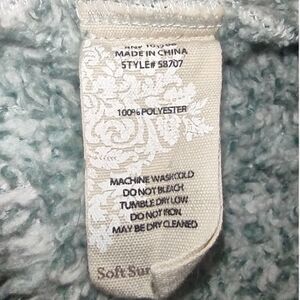 MADE IN CHINA
STYLE# 58707
100% POLYESTER
MACHINE WASH COLD
DO NOT BLEACH
TUMBLE DRY LOW
DO NOT IRON
MAY BE DRY CLEANED
Soft Sur